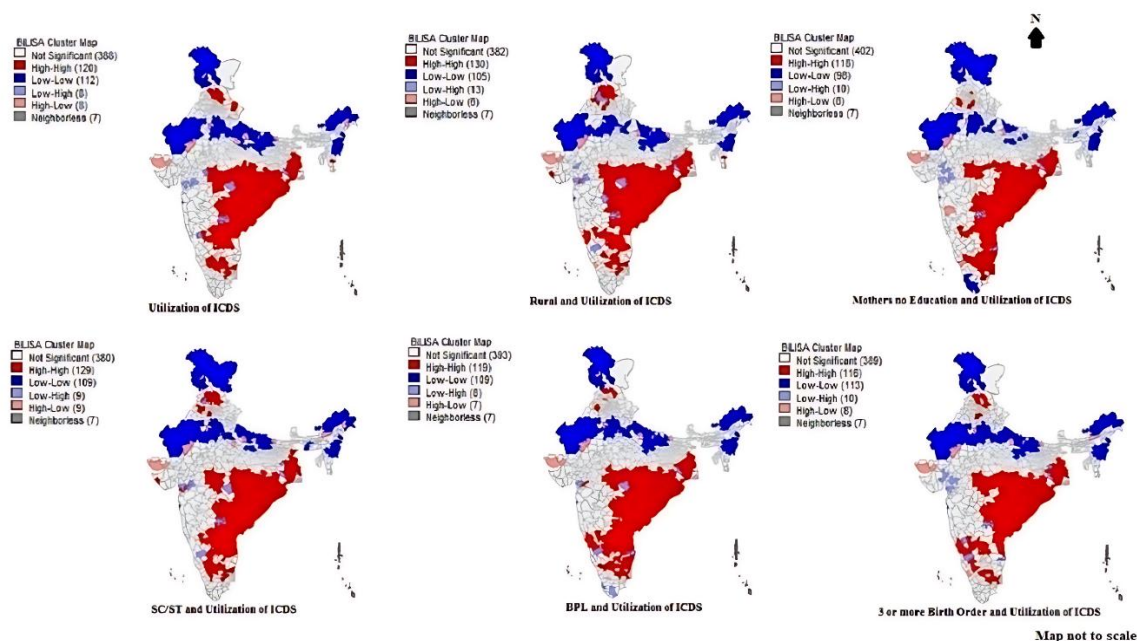 N
BiLISA Cluster Map
Not Significant (388)
High-High (120)
Low-Low (112)
Low-High (8)
High-Low (8)
Neighborless (7)
Utilization of ICDS
BiLISA Cluster Map
Not Significant (382)
High-High (130)
Low-Low (105)
Low-High (13)
High-Low (6)
Neighborless (7)
Rural and Utilization of ICDS
BiLISA Cluster Map
Not Significant (402)
High-High (118)
Low-Low (98)
Low-High (10)
High-Low (8)
Neighborless (7)
Mothers no Education and Utilization of ICDS
BiLISA Cluster Map
Not Significant (380)
High-High (129)
Low-Low (109)
Low-High (9)
High-Low (9)
Neighborless (7)
SC/ST and Utilization of ICDS
BiLISA Cluster Map
Not Significant (393)
High-High (119)
Low-Low (109)
Low-High (8)
High-Low (7)
Neighborless (7)
BPL and Utilization of ICDS
BiLISA Cluster Map
Not Significant (389)
High-High (116)
Low-Low (113)
Low-High (10)
High-Low (8)
Neighborless (7)
3 or more Birth Order and Utilization of ICDS
Map not to scale